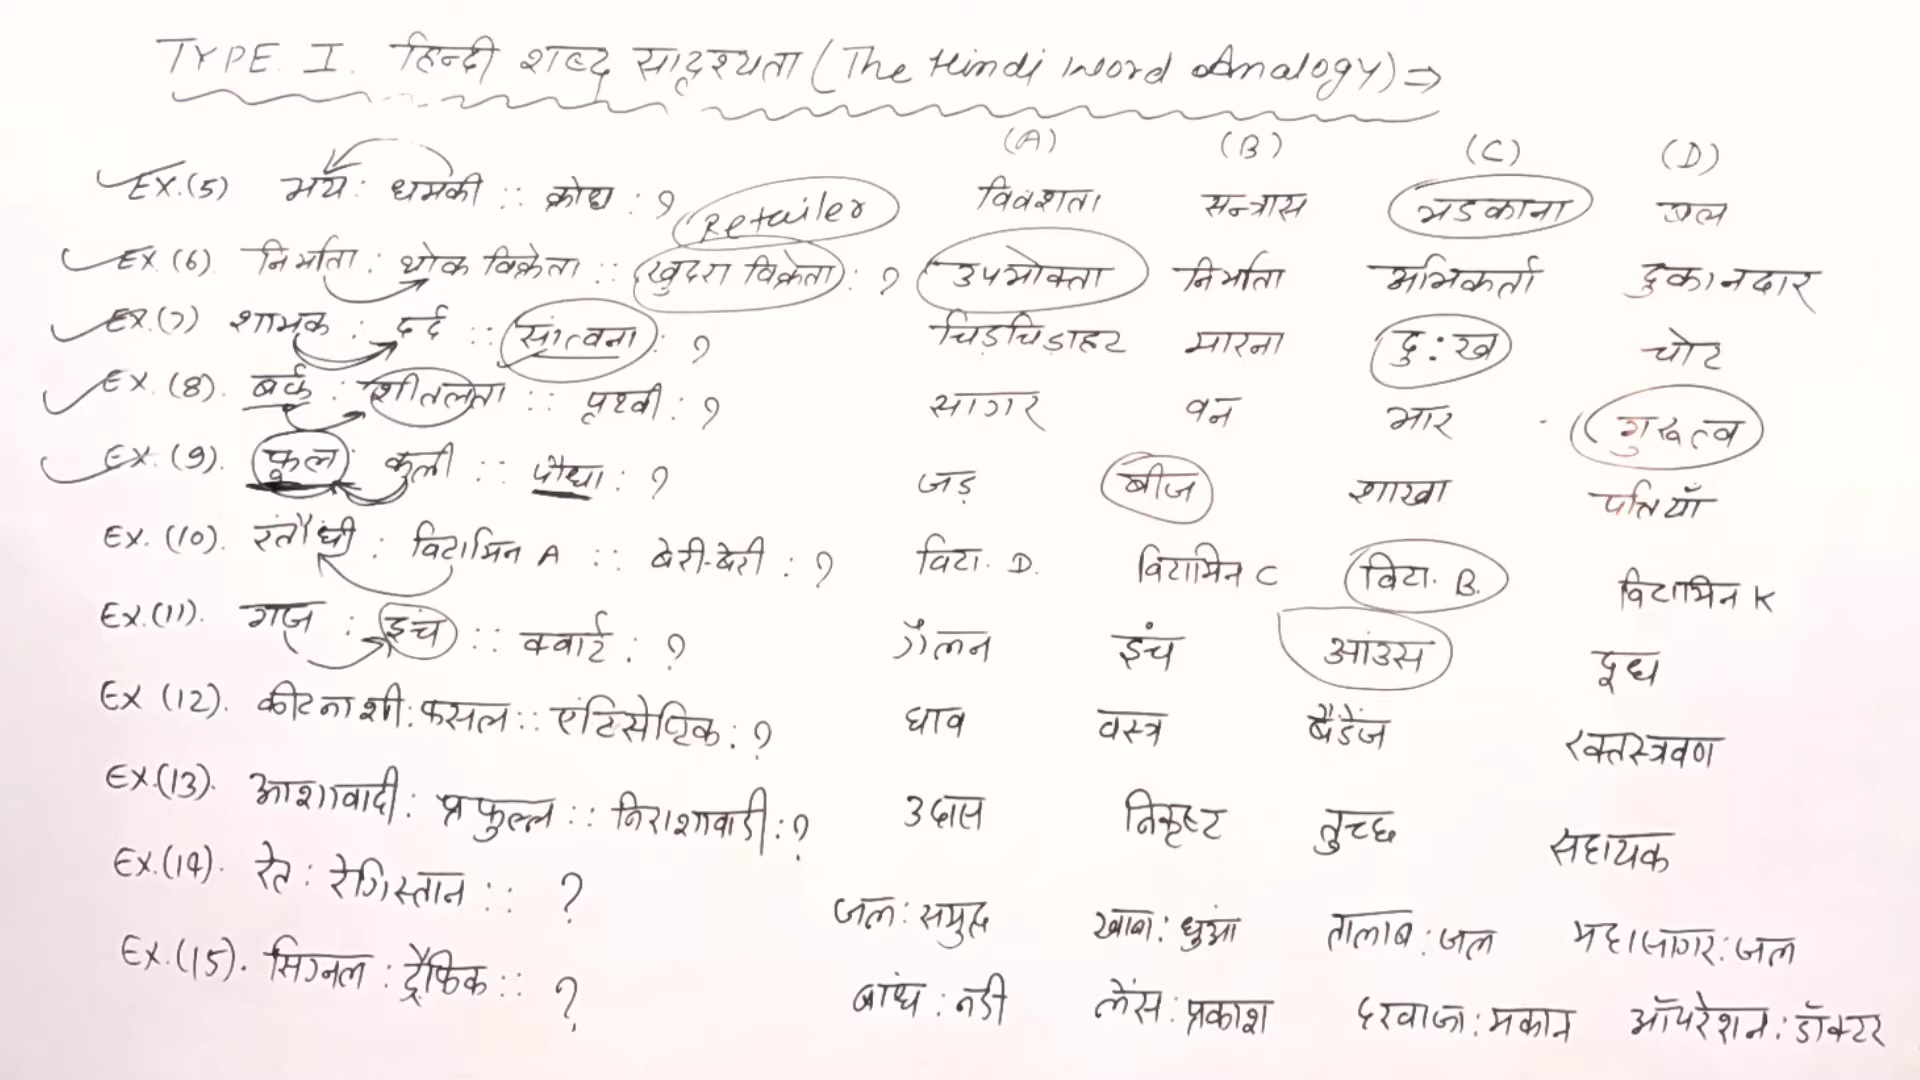 TYPE. I. हिन्दी शब्द सादृश्यता (The Hindi Word Analogy) ⇒
(A) (B) (C) (D)
EX.(5) भय : धमकी :: क्रोध : ? विवशता सन्त्रास भडकाना
Retailer
EX.(6) निर्माता : थोक विक्रेता :: खुदरा विक्रेता : ? उपभोक्ता निर्माता अभिकर्ता दुकानदार
EX.(7) शामक : दर्द :: सांत्वना : ? चिड़चिड़ाहट मारना दु:ख चोट
EX.(8). बर्फ : शीतलता :: पृथ्वी : ? सागर वन भार गुरुत्व
EX.(9). फूल : कली :: पौधा : ? जड़ बीज शाखा पत्तियाँ
EX.(10). रतौंधी : विटामिन A :: बेरी-बेरी : ? विटा. D. विटामिन C विटा. B. विटामिन K
EX.(11). गज : इंच :: क्वार्ट : ? गैलन इंच आंउस दूध
EX (12). कीटनाशी : फसल :: एंटिसेप्टिक : ? घाव वस्त्र बैंडेंज रक्तस्त्रवण
EX.(13). आशावादी : प्रफुल्ल :: निराशावादी : ? उदास निकृष्ट तुच्छ सहायक
EX.(14). रेत : रेगिस्तान :: ? जल : समुद्र धुंआ तालाब : जल महासागर : जल
EX.(15). सिग्नल : ट्रैफिक :: ? बांध : नदी लेंस : प्रकाश दरवाजा : मकान ऑपरेशन : डॉक्टर